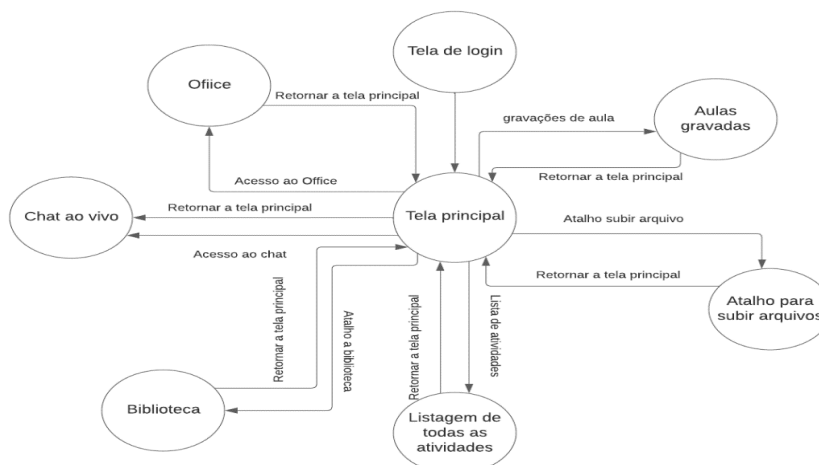 Tela de login
Ofiice
Retornar a tela principal
Aulas
gravadas
gravações de aula
Retornar a tela principal
Acesso ao Office
Chat ao vivo
Retornar a tela principal
Tela principal
Atalho subir arquivo
Acesso ao chat
Retornar a tela principal
Atalho para
subir arquivos
Retornar a tela principal
Atalho a biblioteca
Retornar a tela principal
Lista de atividades
Biblioteca
Listagem de
todas as
atividades